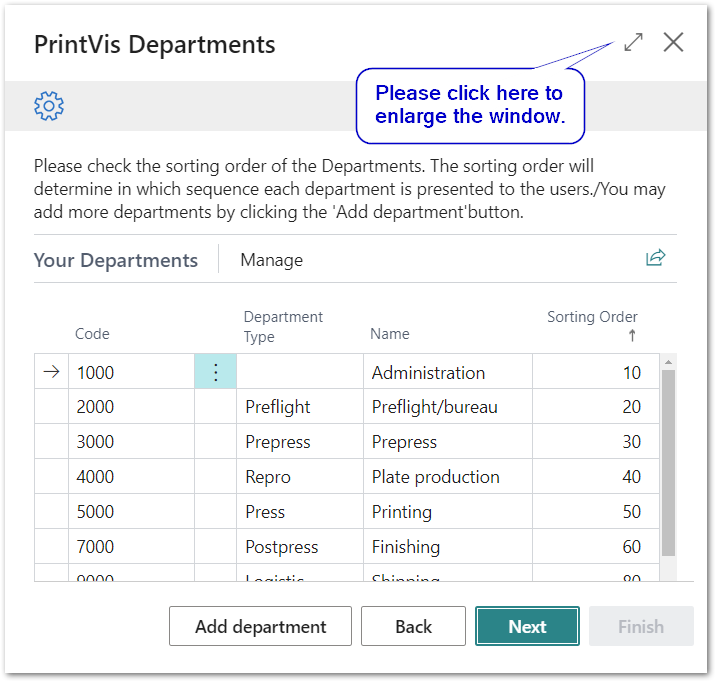 PrintVis Departments
Please click here to
enlarge the window.
Please check the sorting order of the Departments. The sorting order will
determine in which sequence each department is presented to the users./You may
add more departments by clicking the 'Add department'button.
Your Departments Manage
Code Department Type Name Sorting Order ↑
1000 Administration 10
2000 Preflight Preflight/bureau 20
3000 Prepress Prepress 30
4000 Repro Plate production 40
5000 Press Printing 50
7000 Postpress Finishing 60
9000 Logistic Shipping 80
Add department Back Next Finish